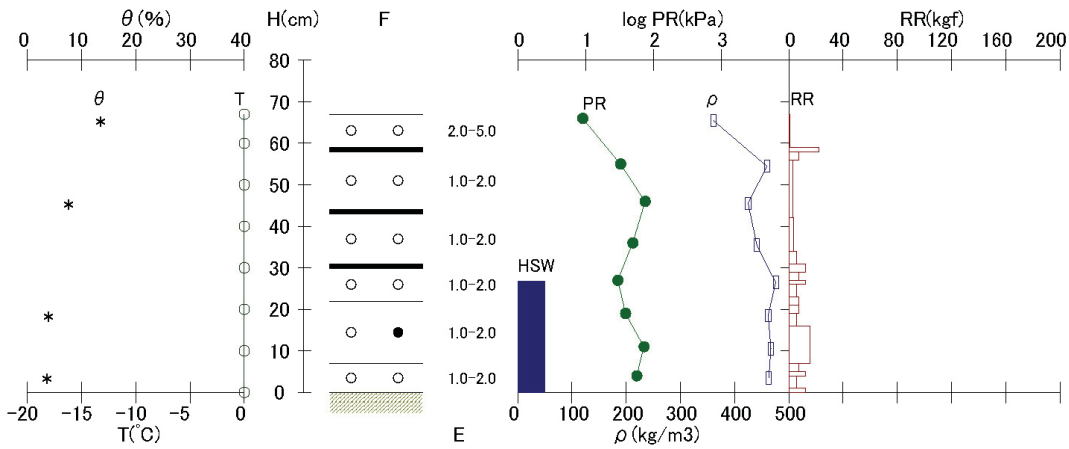 θ(%) H(cm) F log PR(kPa) RR(kgf)
0 10 20 30 40 0 1 2 3 4 0 40 80 120 160 200
80
θ T 70 PR ρ RR
2.0-5.0
60
50 1.0-2.0
40
1.0-2.0
30 HSW
1.0-2.0
20
1.0-2.0
10
1.0-2.0
0
-20 -15 -10 -5 0 0 100 200 300 400 500
T(°C) E ρ(kg/m3)